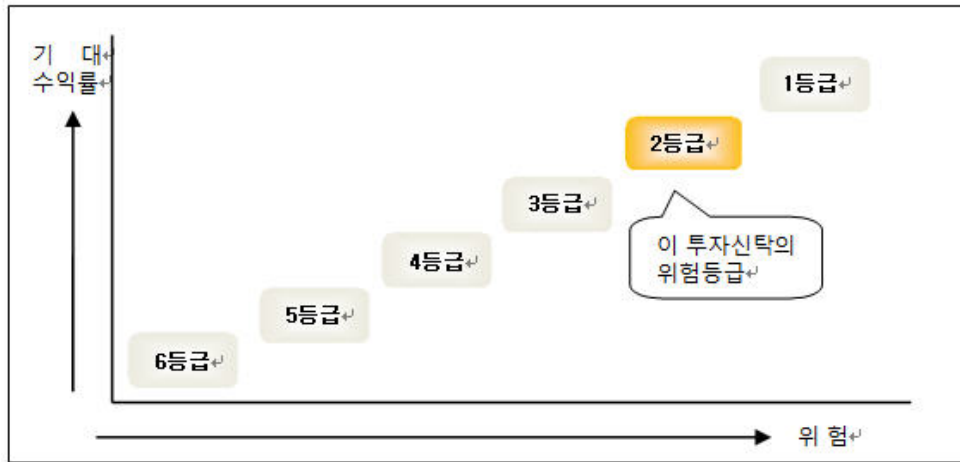 기 대↵
수익률↵
1등급↵
2등급↵
3등급↵
이 투자신탁의
위험등급↵
4등급↵
5등급↵
6등급↵
위 험↵